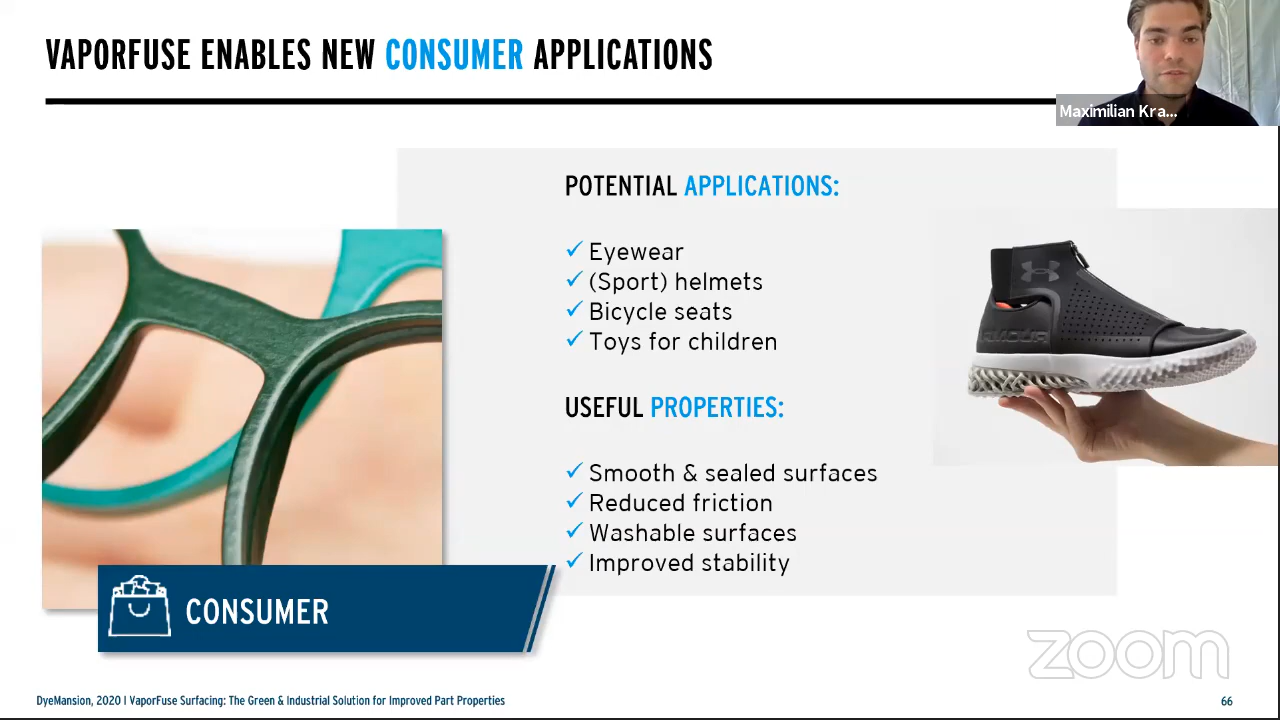 VAPORFUSE ENABLES NEW CONSUMER APPLICATIONS
Maximilian Kra...
POTENTIAL APPLICATIONS:
✓ Eyewear
✓ (Sport) helmets
✓ Bicycle seats
✓ Toys for children
USEFUL PROPERTIES:
✓ Smooth & sealed surfaces
✓ Reduced friction
✓ Washable surfaces
✓ Improved stability
CONSUMER
zoom
DyeMansion, 2020 I VaporFuse Surfacing: The Green & Industrial Solution for Improved Part Properties
66